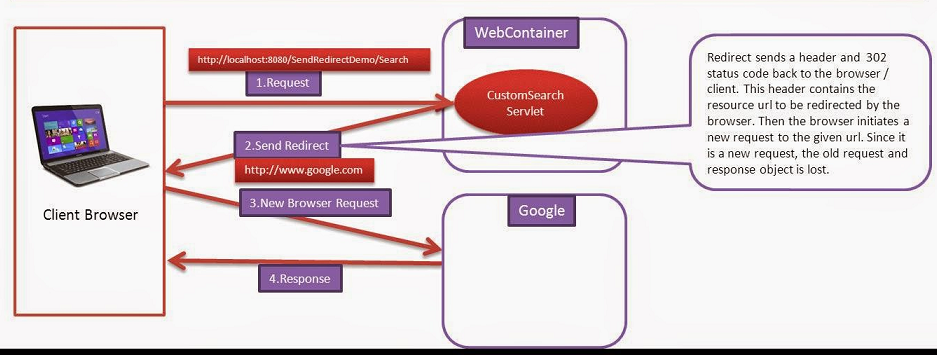 WebContainer
http://localhost:8080/SendRedirectDemo/Search
1.Request
CustomSearch
Servlet
Redirect sends a header and 302
status code back to the browser /
client. This header contains the
resource url to be redirected by the
browser. Then the browser initiates a
new request to the given url. Since it
is a new request, the old request and
response object is lost.
2.Send Redirect
http://www.google.com
3.New Browser Request
Client Browser
Google
4.Response